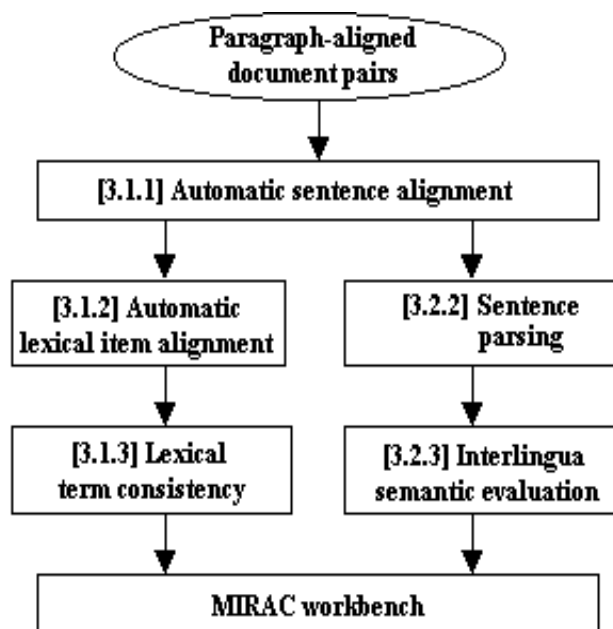 Paragraph-aligned
document pairs
[3.1.1] Automatic sentence alignment
[3.1.2] Automatic
lexical item alignment
[3.2.2] Sentence
parsing
[3.1.3] Lexical
term consistency
[3.2.3] Interlingua
semantic evaluation
MIRAC workbench